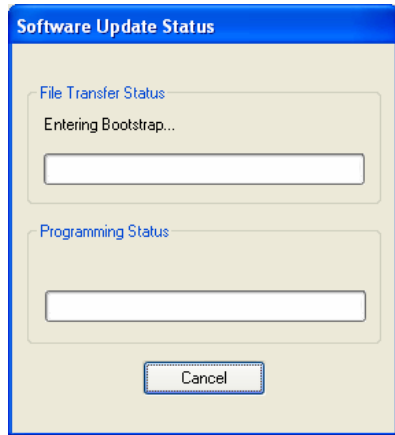 Software Update Status
File Transfer Status
Entering Bootstrap...
Programming Status
Cancel